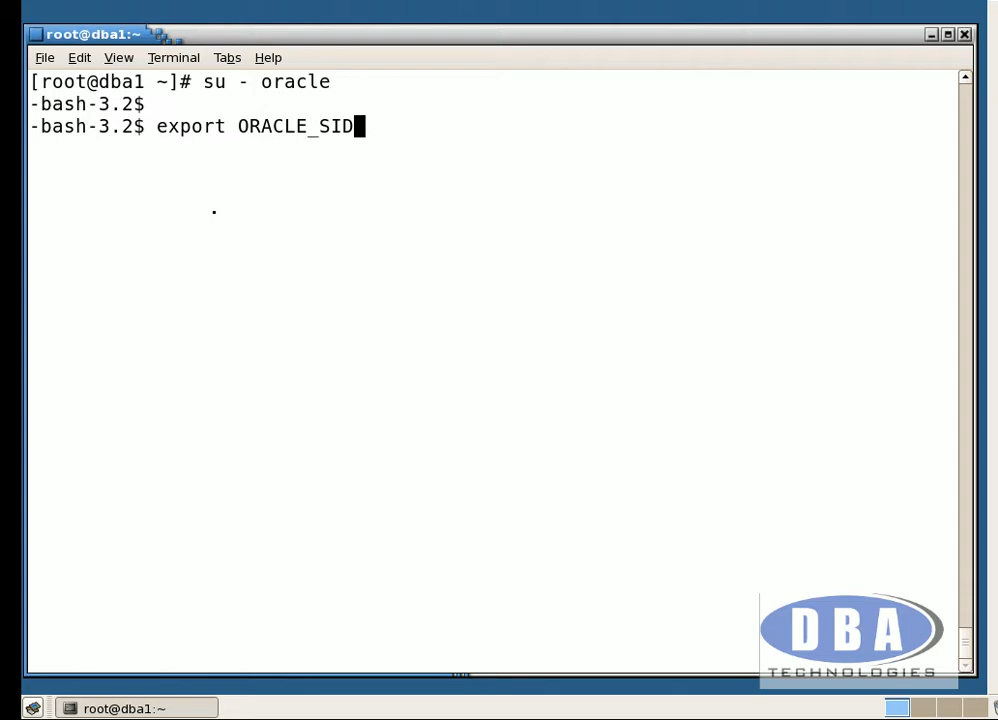 root@dba1:~
File Edit View Terminal Tabs Help
[root@dba1 ~]# su - oracle
-bash-3.2$
-bash-3.2$ export ORACLE_SID
.
DBA
TECHNOLOGIES
root@dba1:~